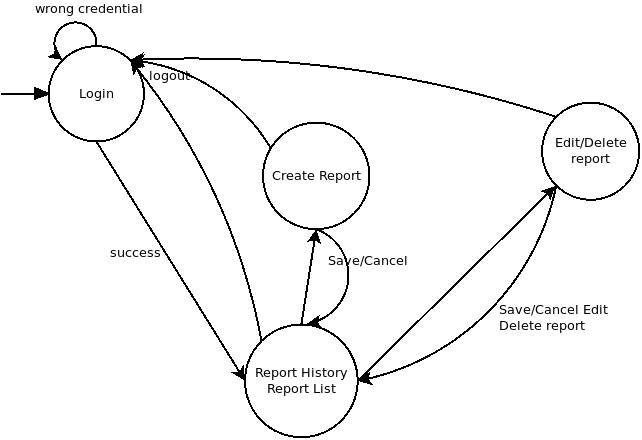 wrong credential
logout
Login
Edit/Delete
report
Create Report
success
Save/Cancel
Save/Cancel Edit
Delete report
Report History
Report List